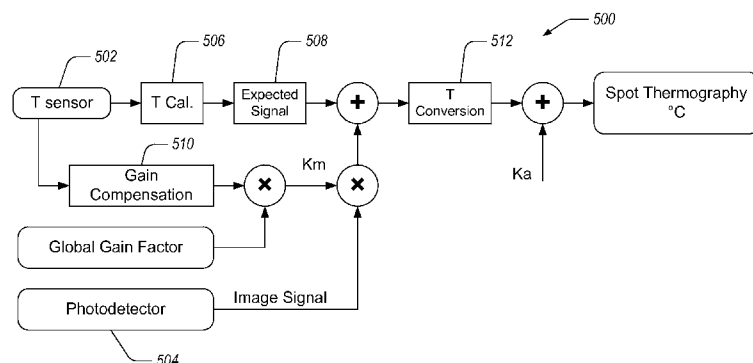 500
502
506
508
512
T sensor
T Cal.
Expected
Signal
+
T
Conversion
+
Spot Thermography
°C
510
Gain
Compensation
×
Km
×
Ka
Global Gain Factor
Photodetector
Image Signal
504